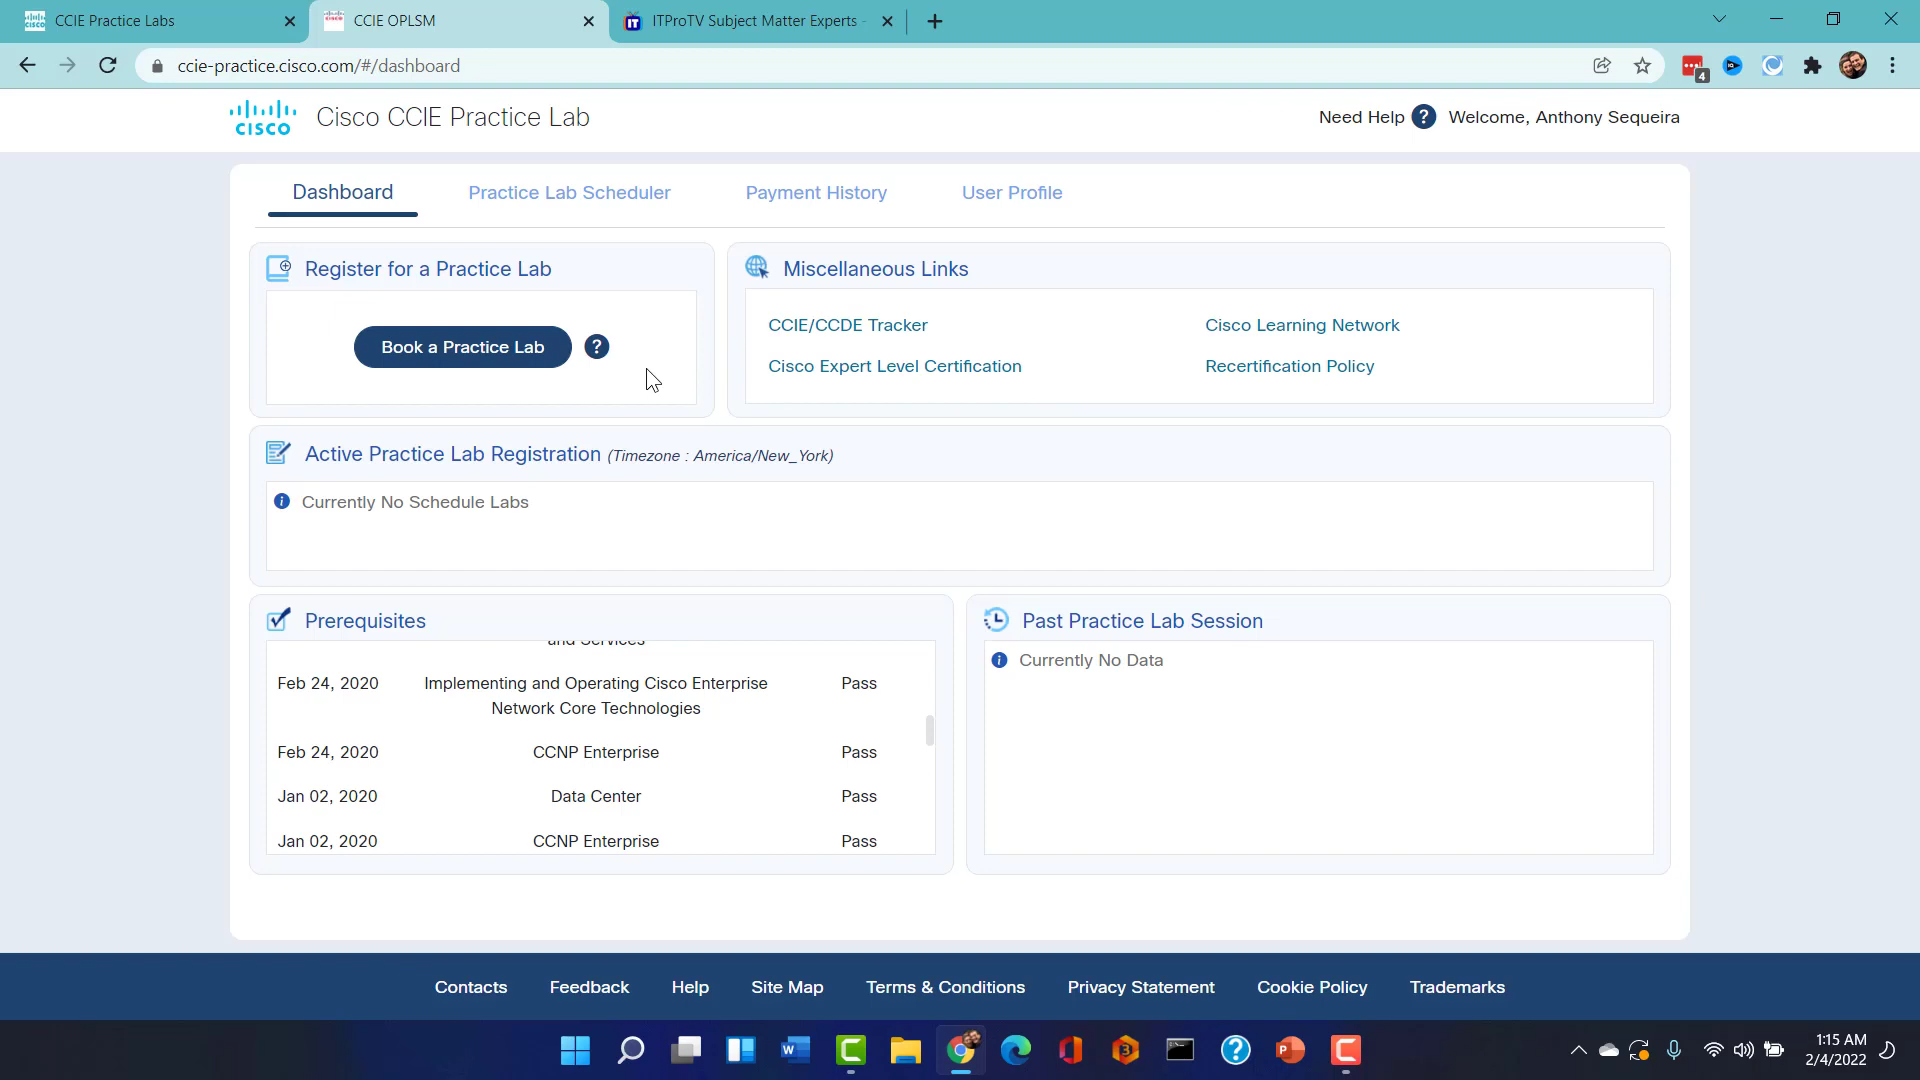 CCIE Practice Labs
CCIE OPLSM
ITProTV Subject Matter Experts -
ccie-practice.cisco.com/#/dashboard
4
CISCO
Cisco CCIE Practice Lab
Need Help ? Welcome, Anthony Sequeira
Dashboard
Practice Lab Scheduler
Payment History
User Profile
Register for a Practice Lab
Book a Practice Lab ?
Miscellaneous Links
CCIE/CCDE Tracker
Cisco Learning Network
Cisco Expert Level Certification
Recertification Policy
Active Practice Lab Registration (Timezone : America/New_York)
Currently No Schedule Labs
Prerequisites
and Services
Feb 24, 2020 Implementing and Operating Cisco Enterprise Pass
Network Core Technologies
Feb 24, 2020 CCNP Enterprise Pass
Jan 02, 2020 Data Center Pass
Jan 02, 2020 CCNP Enterprise Pass
Past Practice Lab Session
Currently No Data
Contacts
Feedback
Help
Site Map
Terms & Conditions
Privacy Statement
Cookie Policy
Trademarks
1:15 AM
2/4/2022